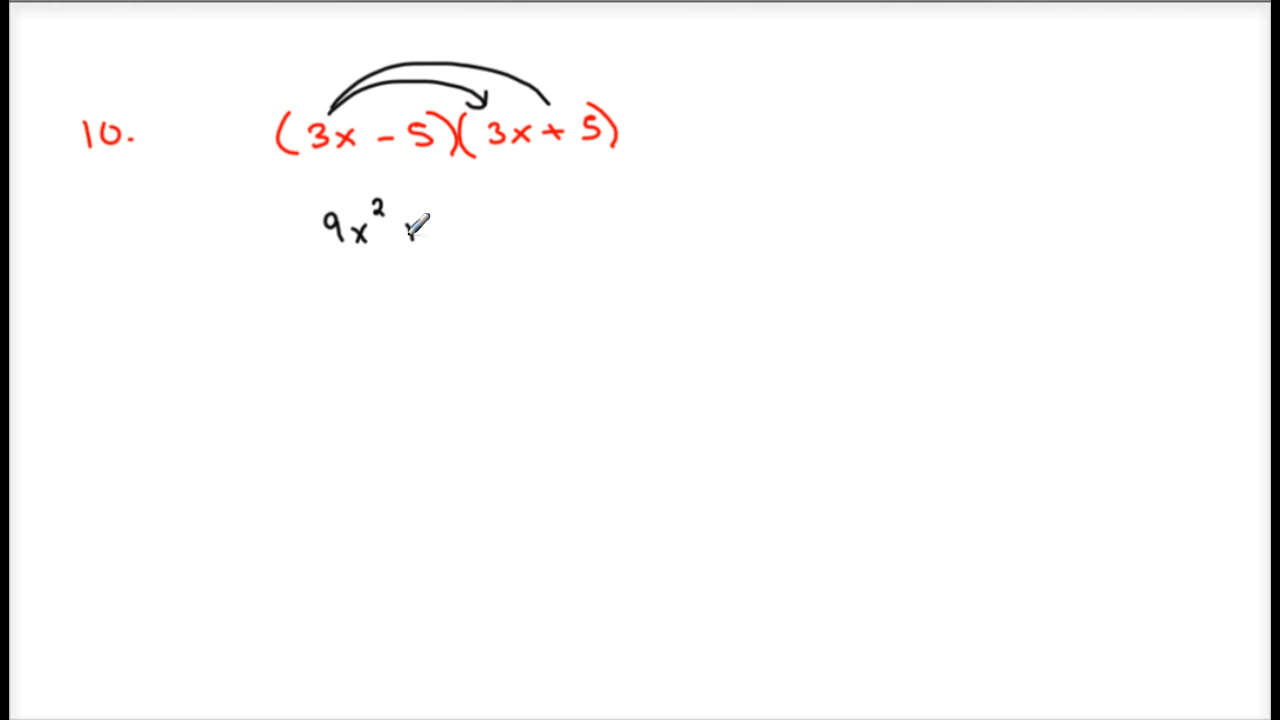 10. (3x - 5)(3x + 5)
9x²